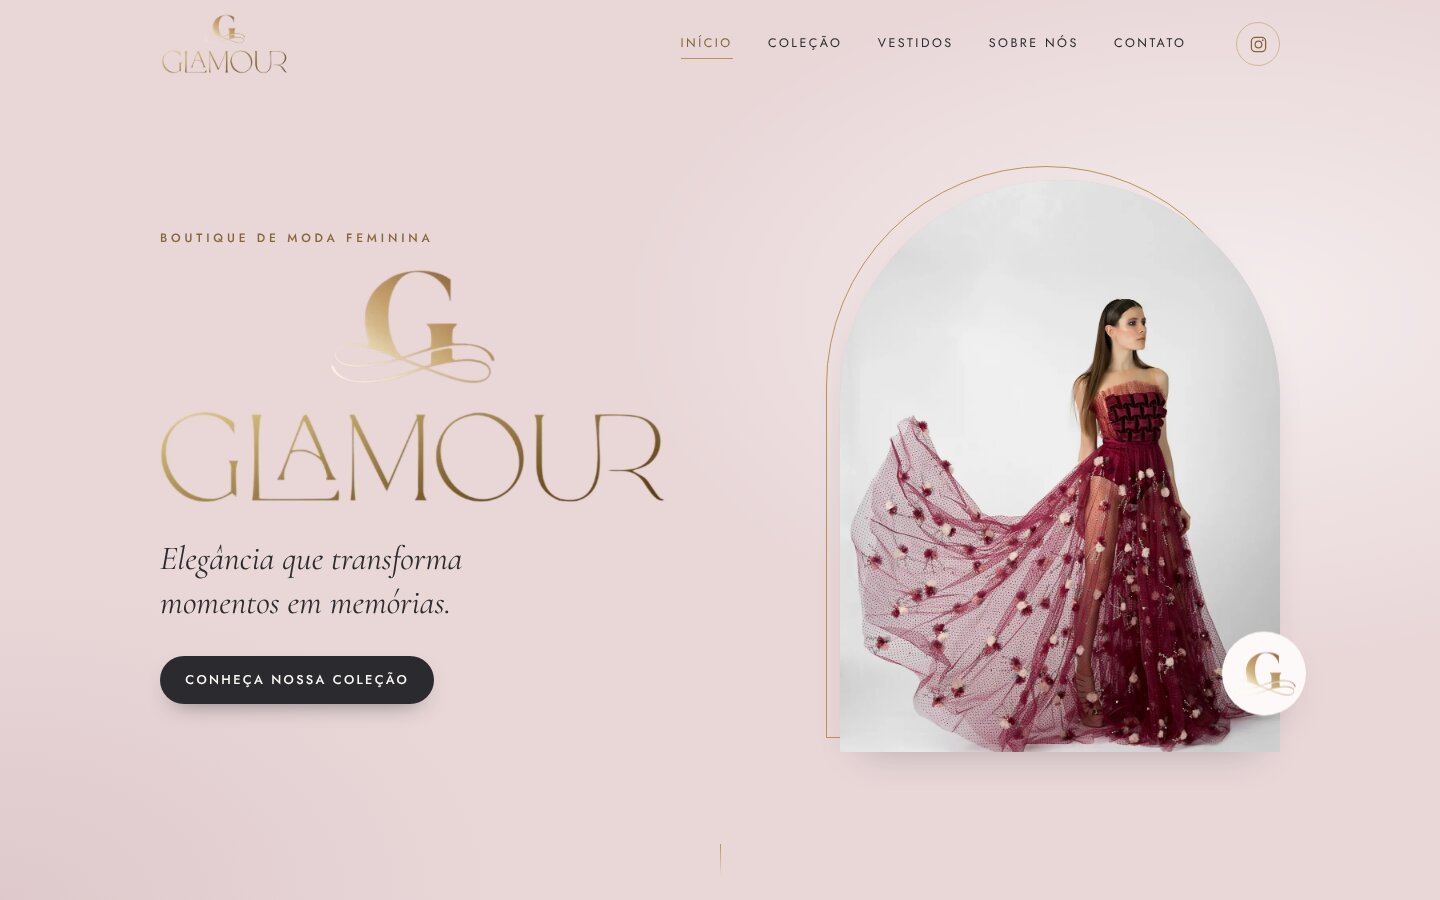 G
GLAMOUR
INÍCIO COLEÇÃO VESTIDOS SOBRE NÓS CONTATO
BOUTIQUE DE MODA FEMININA
G
GLAMOUR
Elegância que transforma
momentos em memórias.
CONHEÇA NOSSA COLEÇÃO
G